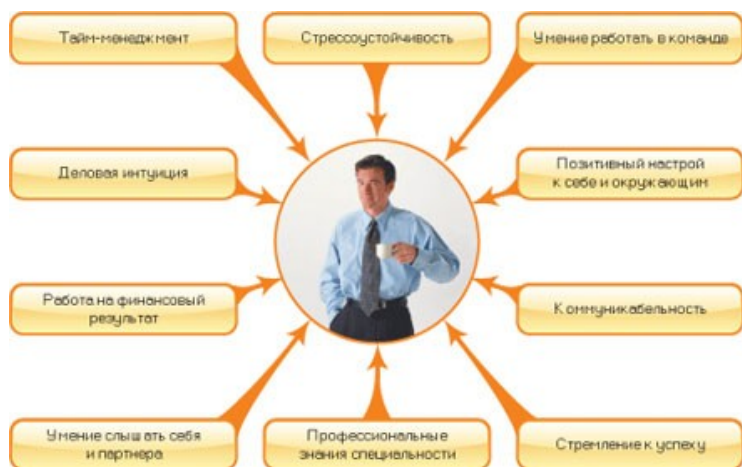 Тайм-менеджмент
Стрессоустойчивость
Умение работать в команде
Деловая интуиция
Позитивный настрой
к себе и окружающим
Работа на финансовый
результат
Коммуникабельность
Умение слышать себя
и партнера
Профессиональные
знания специальности
Стремление к успеху